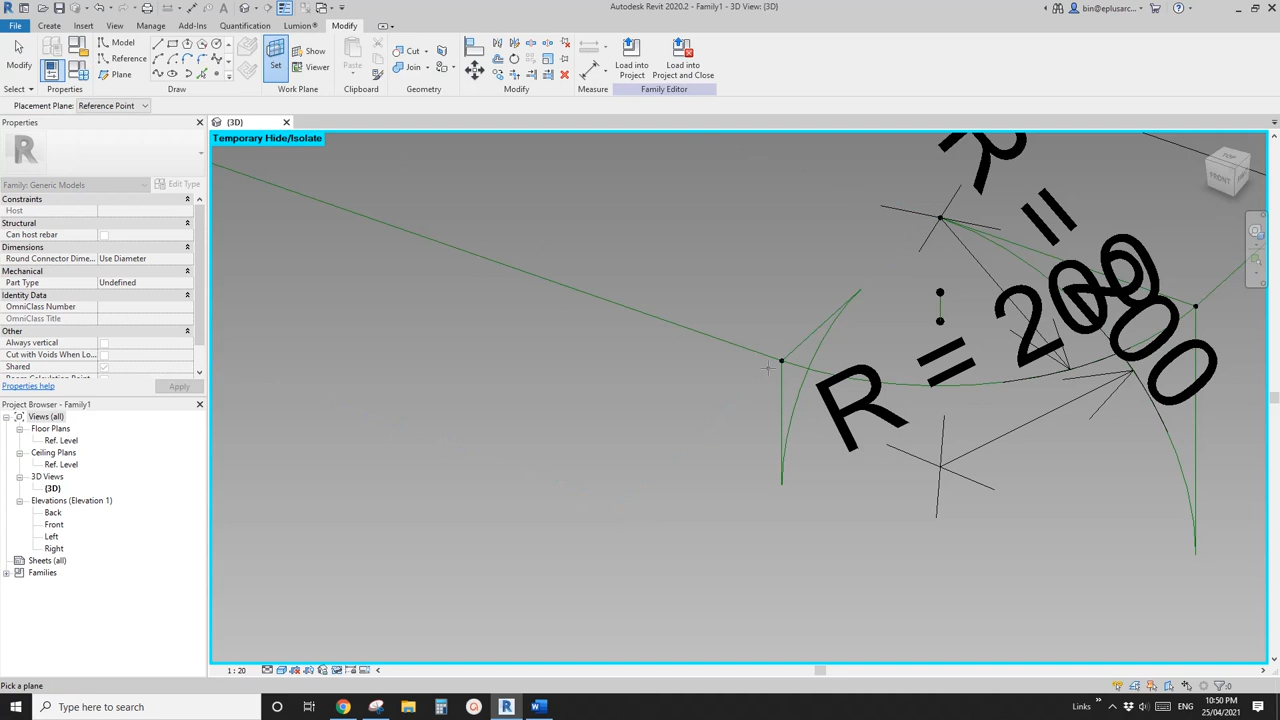 Autodesk Revit 2020.2 - Family1 - 3D View: {3D}
bin@eplusarc...
File
Create
Insert
View
Manage
Add-Ins
Quantification
Lumion®
Modify
Modify
Model
Reference
Plane
Set
Show
Viewer
Paste
Cut
Join
Load into
Project
Load into
Project and Close
Select
Properties
Draw
Work Plane
Clipboard
Geometry
Modify
Measure
Family Editor
Placement Plane: Reference Point
Properties
{3D}
Temporary Hide/Isolate
Family: Generic Models
Edit Type
Constraints
Host
Structural
Can host rebar
Dimensions
Round Connector Dime...
Use Diameter
Mechanical
Part Type
Undefined
Identity Data
OmniClass Number
OmniClass Title
Other
Always vertical
Cut with Voids When Lo...
Shared
Properties help
Apply
TOP
FRONT
R =
R = 200
Project Browser - Family1
Views (all)
Floor Plans
Ref. Level
Ceiling Plans
Ref. Level
3D Views
{3D}
Elevations (Elevation 1)
Back
Front
Left
Right
Sheets (all)
Families
1 : 20
Pick a plane
:0
Type here to search
Links
ENG
10:50 PM
25/04/2021